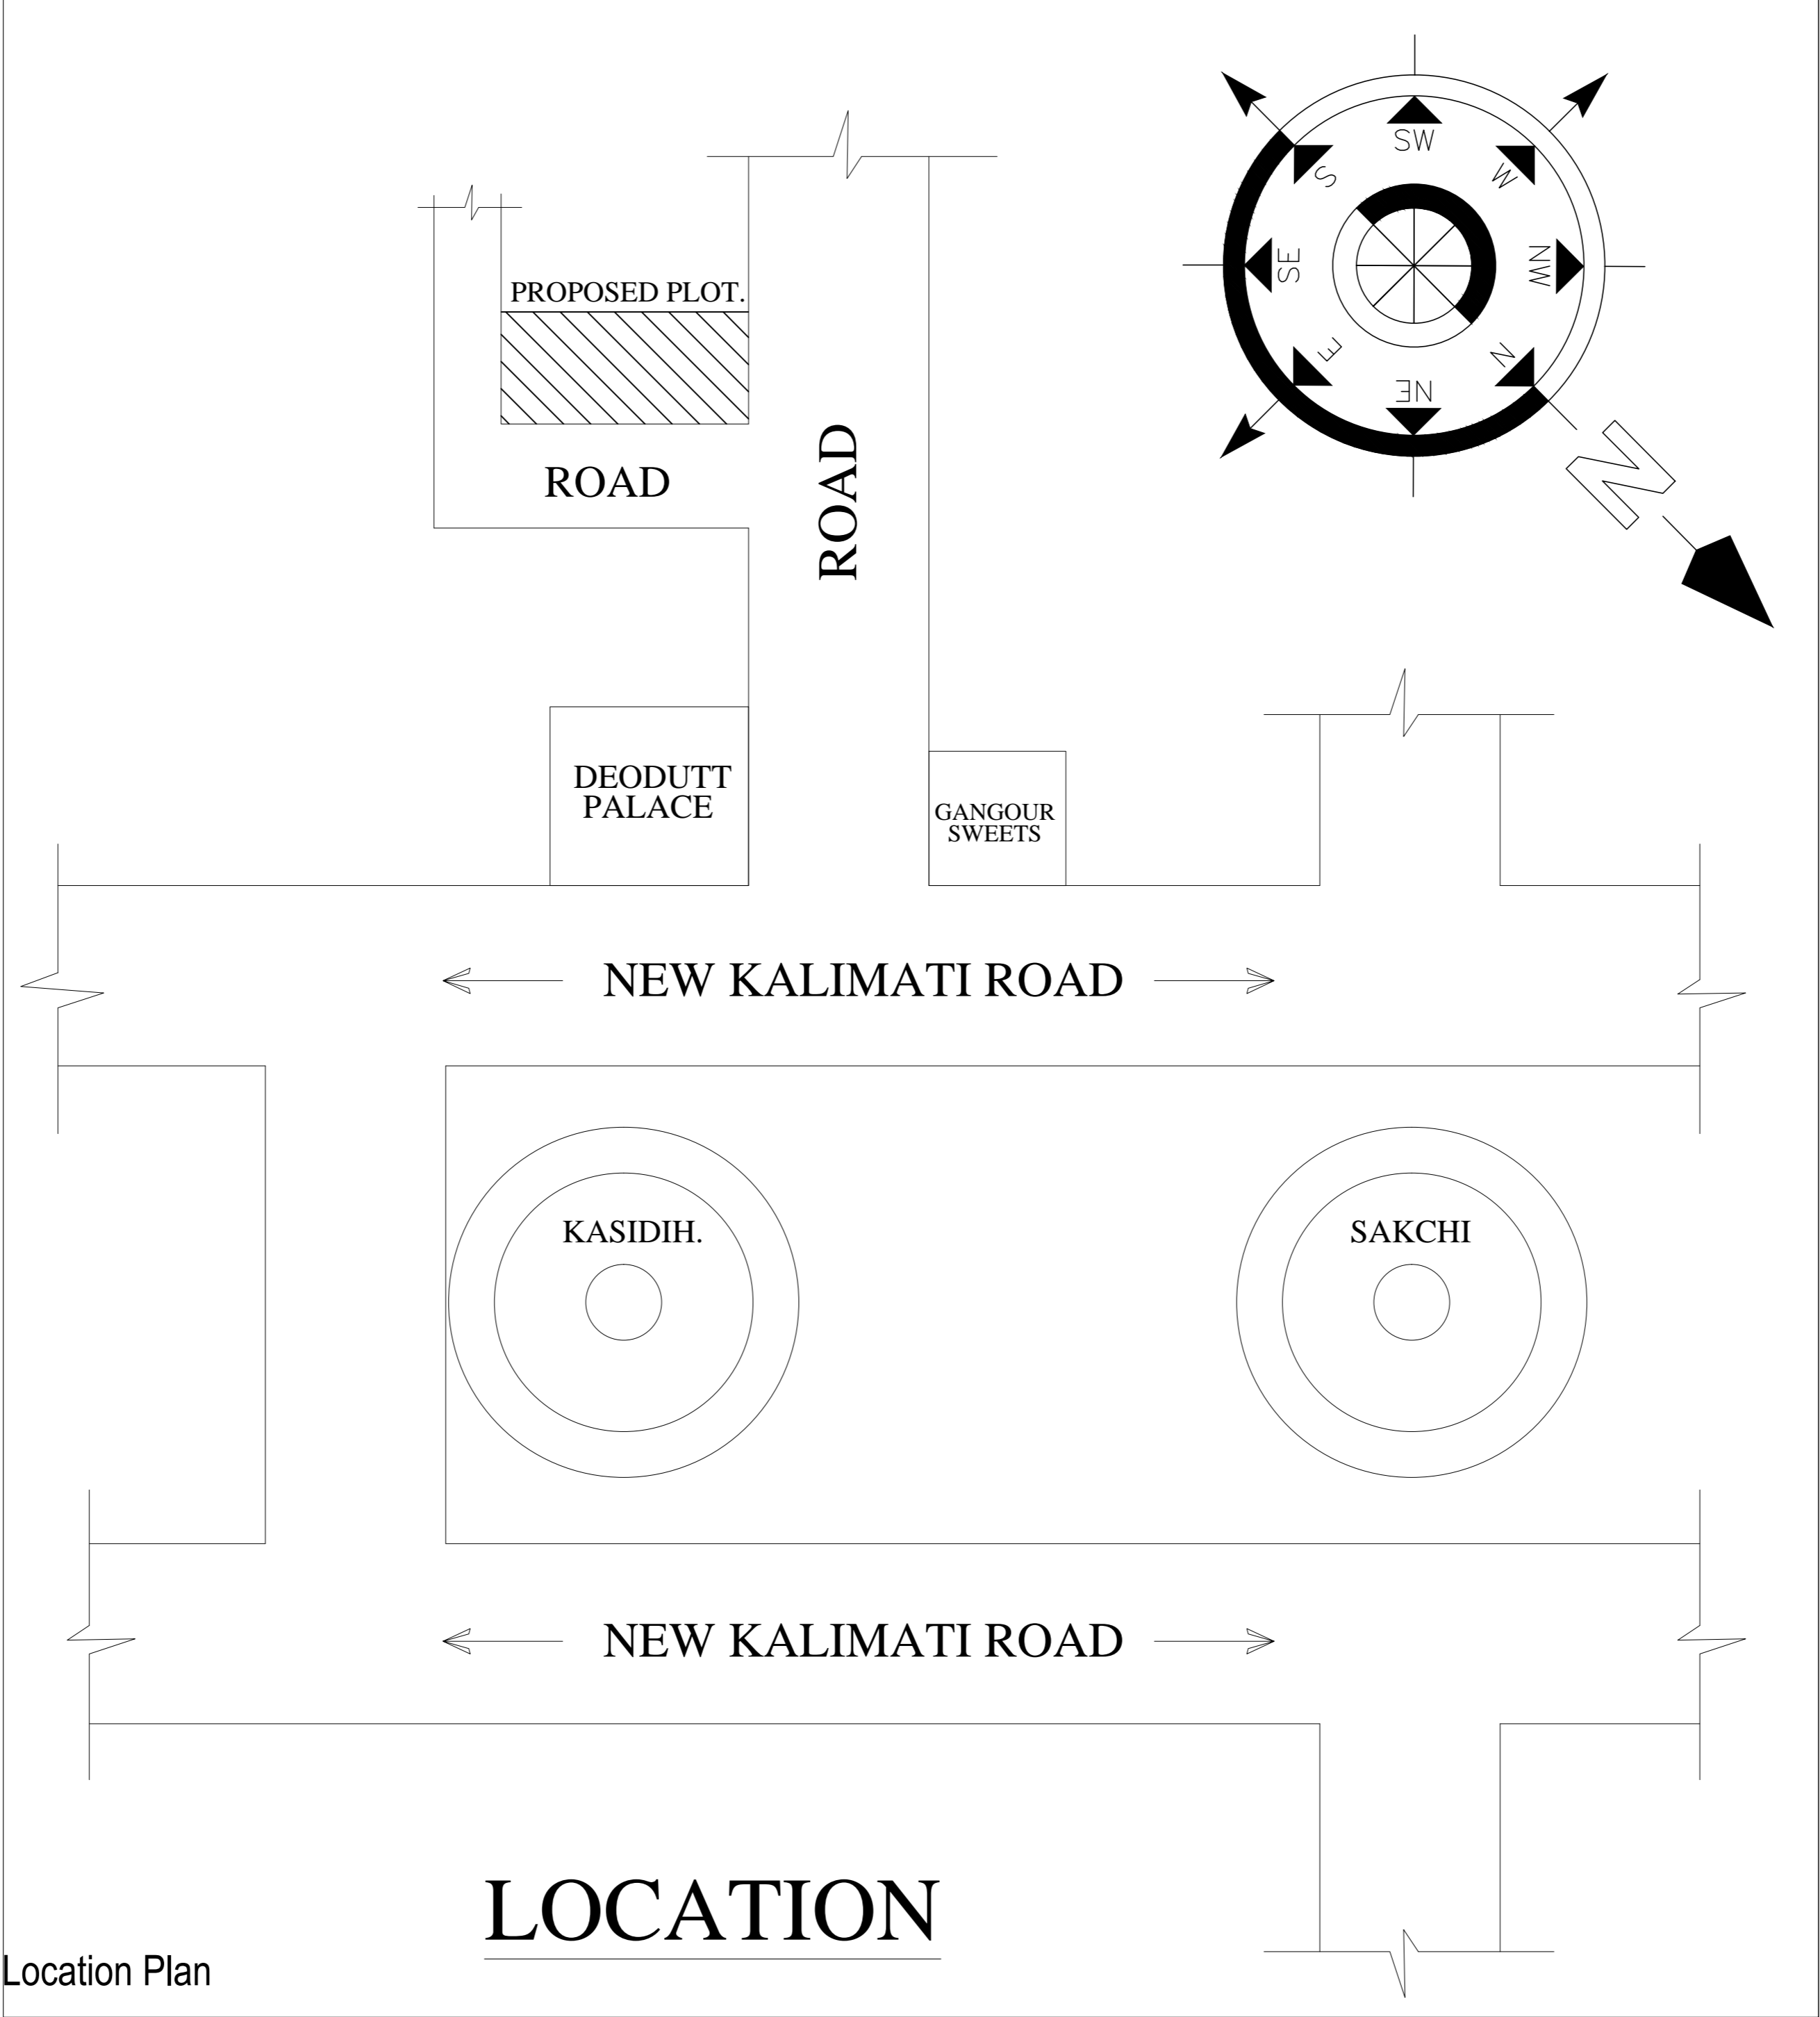 SW
S
W
SE
NW
E
N
NE
N
PROPOSED PLOT.
ROAD
ROAD
DEODUTT
PALACE
GANGOUR
SWEETS
NEW KALIMATI ROAD
KASIDIH.
SAKCHI
NEW KALIMATI ROAD
LOCATION
Location Plan